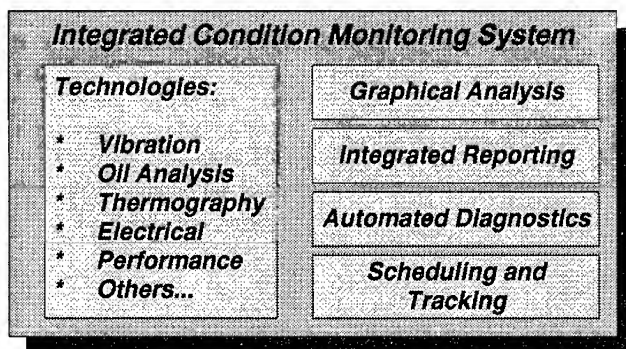 Integrated Condition Monitoring System
Technologies:
* Vibration
* Oil Analysis
* Thermography
* Electrical
* Performance
* Others...
Graphical Analysis
Integrated Reporting
Automated Diagnostics
Scheduling and
Tracking